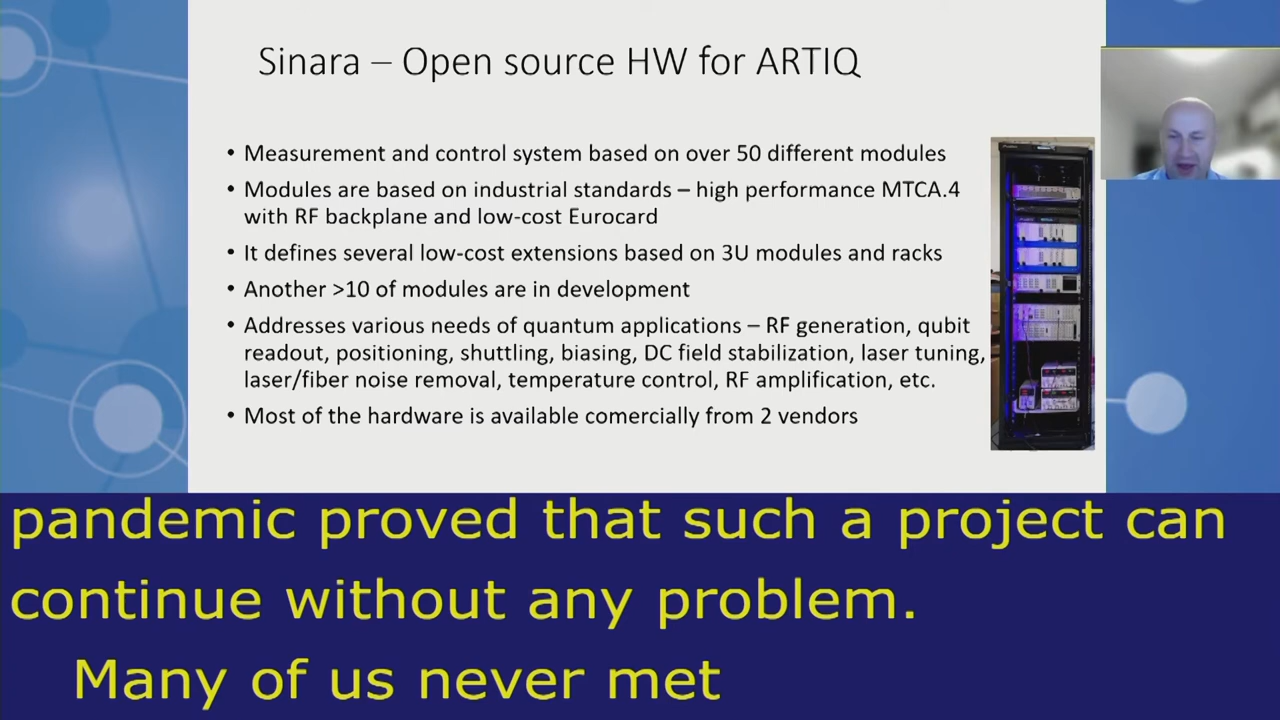 Sinara – Open source HW for ARTIQ
• Measurement and control system based on over 50 different modules
• Modules are based on industrial standards – high performance MTCA.4
with RF backplane and low-cost Eurocard
• It defines several low-cost extensions based on 3U modules and racks
• Another >10 of modules are in development
• Addresses various needs of quantum applications – RF generation, qubit
readout, positioning, shuttling, biasing, DC field stabilization, laser tuning,
laser/fiber noise removal, temperature control, RF amplification, etc.
• Most of the hardware is available comercially from 2 vendors
pandemic proved that such a project can
continue without any problem.
Many of us never met